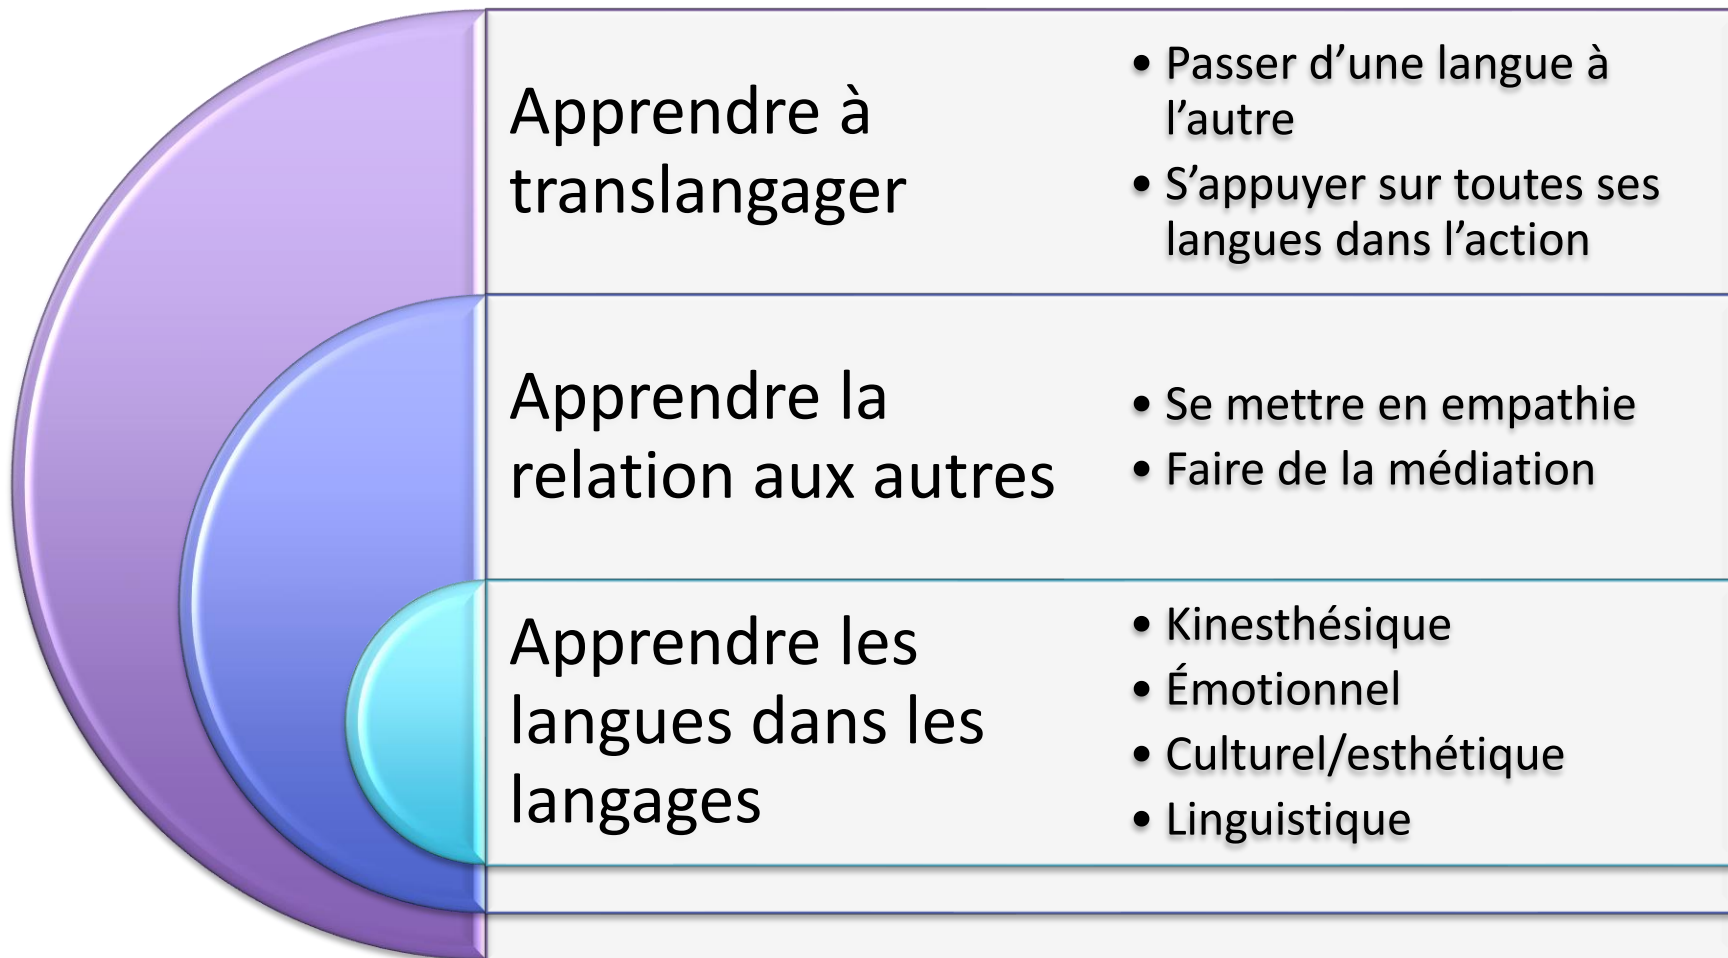 Apprendre à
translangager
• Passer d’une langue à
l’autre
• S’appuyer sur toutes ses
langues dans l’action
Apprendre la
relation aux autres
• Se mettre en empathie
• Faire de la médiation
Apprendre les
langues dans les
langages
• Kinesthésique
• Émotionnel
• Culturel/esthétique
• Linguistique